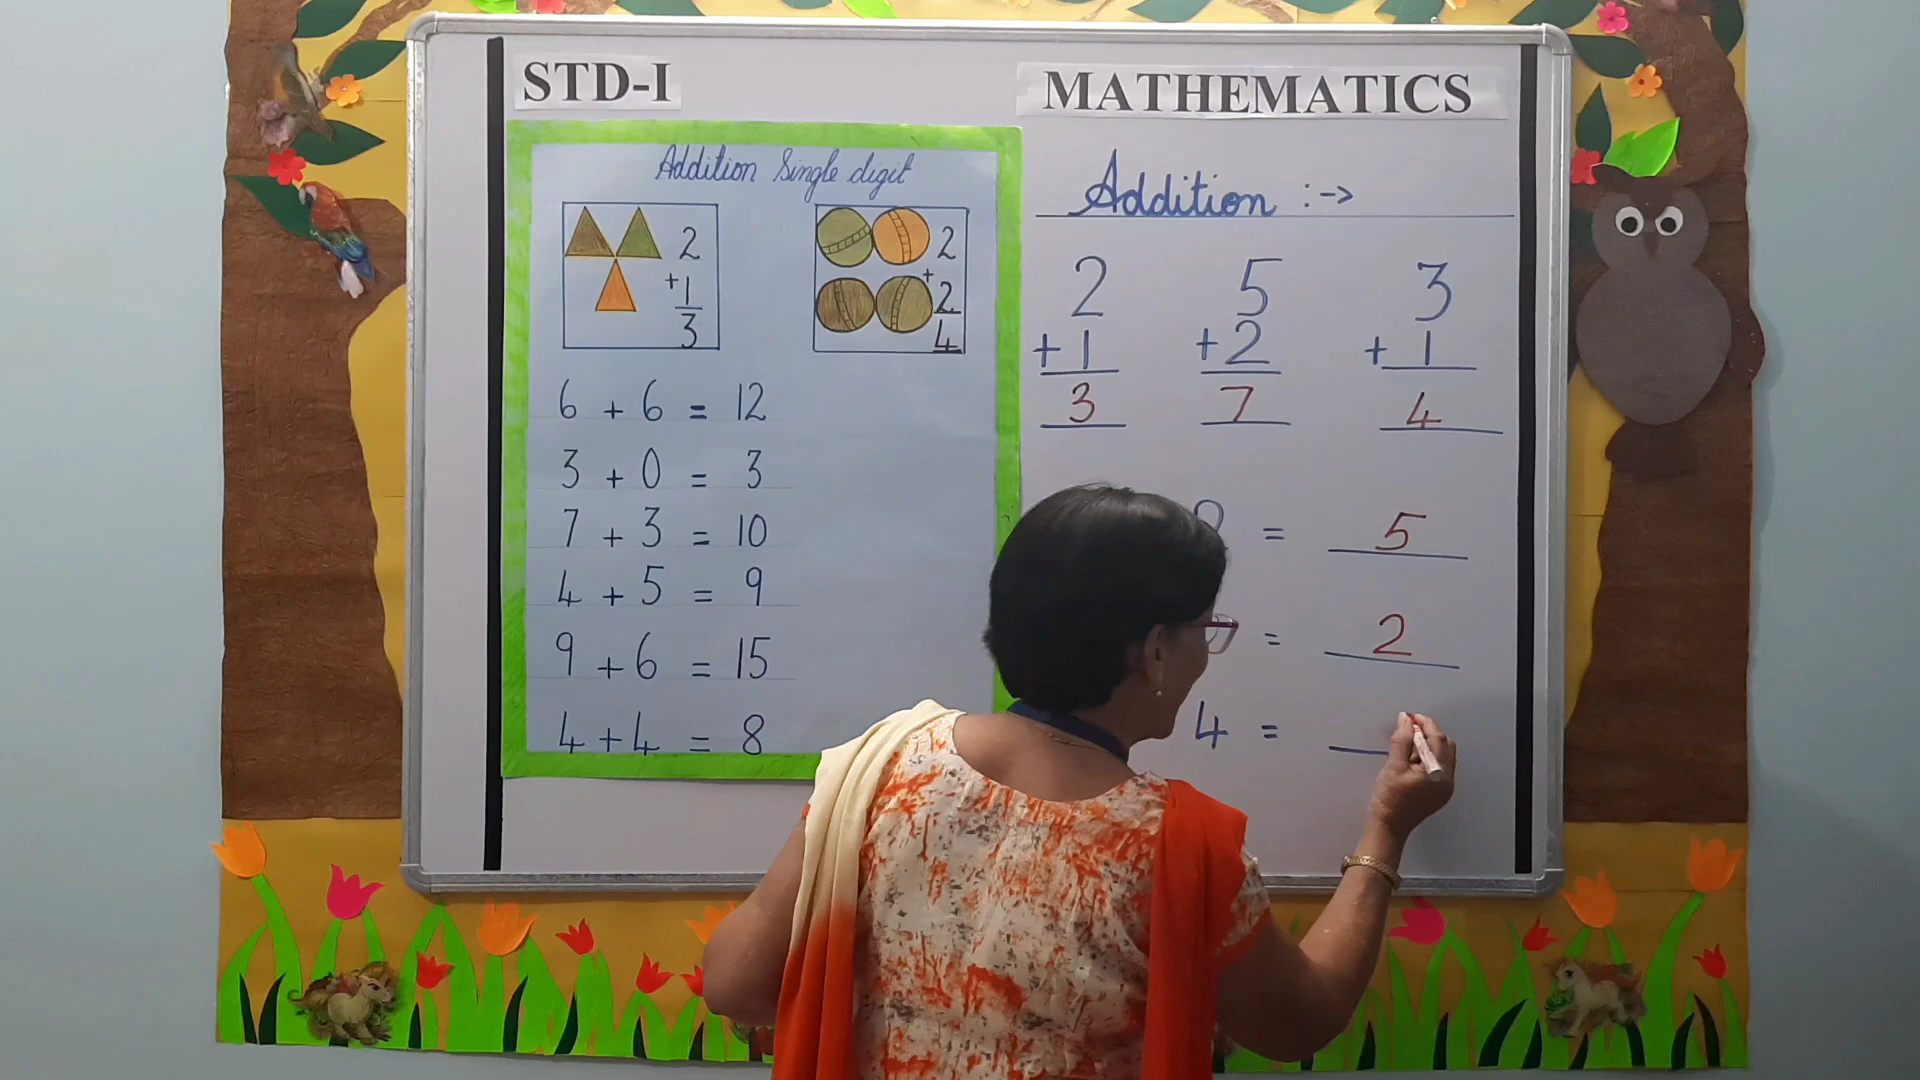 STD-I
MATHEMATICS
Addition Single digit
2
+1
3
2
+2
4
6 + 6 = 12
3 + 0 = 3
7 + 3 = 10
4 + 5 = 9
9 + 6 = 15
4 + 4 = 8
Addition :->
2 5 3
+1 +2 +1
3 7 4
= 5
= 2
4 =